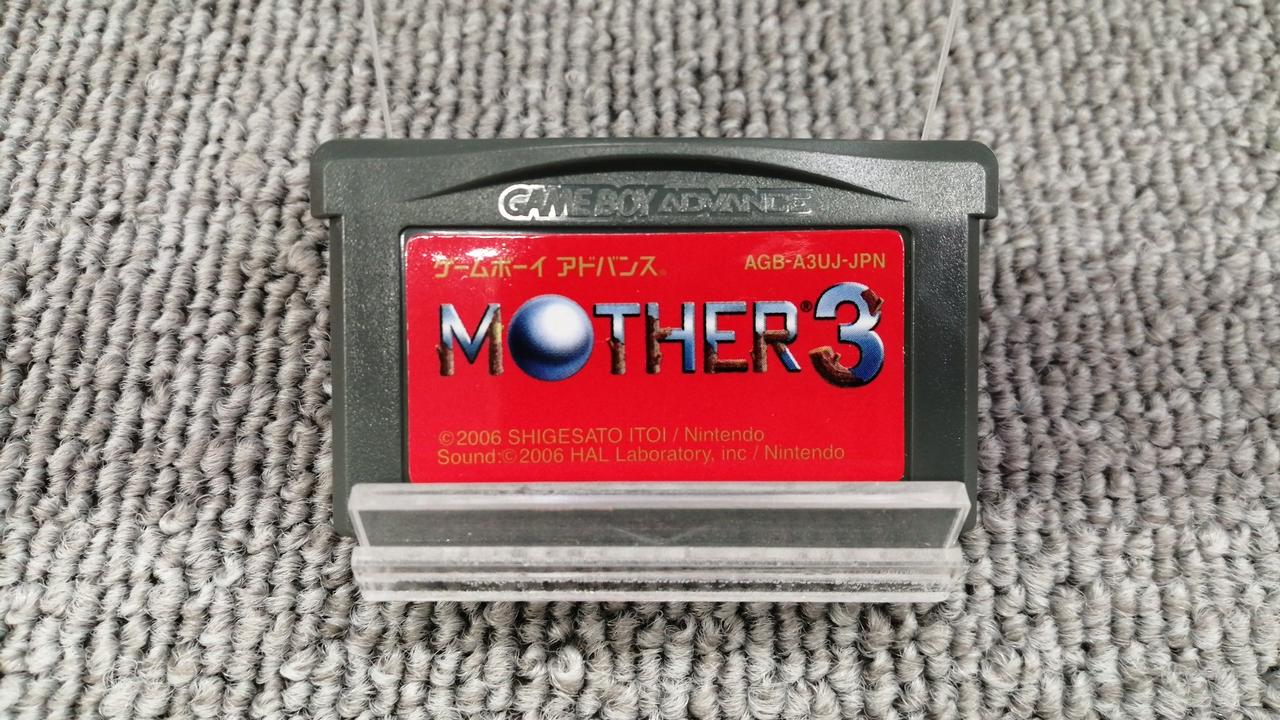 GAME BOY ADVANCE
ゲームボーイ アドバンス®
AGB-A3UJ-JPN
MOTHER®3
©2006 SHIGESATO ITOI / Nintendo
Sound:©2006 HAL Laboratory, inc / Nintendo